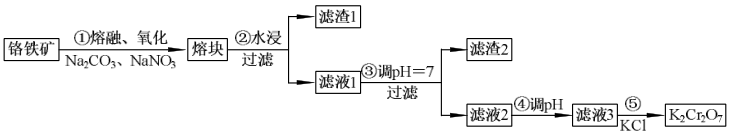 铬铁矿
①熔融、氧化
Na₂CO₃、NaNO₃
熔块
②水浸
过滤
滤渣1
滤液1
③调pH=7
过滤
滤渣2
滤液2
④调pH
滤液3
⑤
KCl
K₂Cr₂O₇